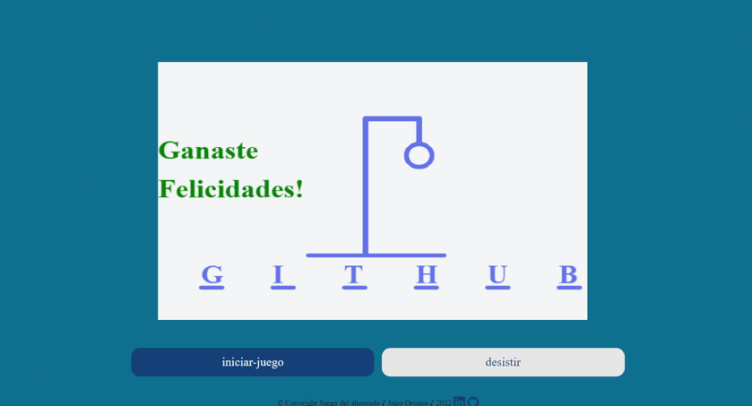 Ganaste
Felicidades!
G I T H U B
iniciar-juego
desistir
© Copyright Juego del ahorcado ♪ Jairo Orozco ♪ 2022